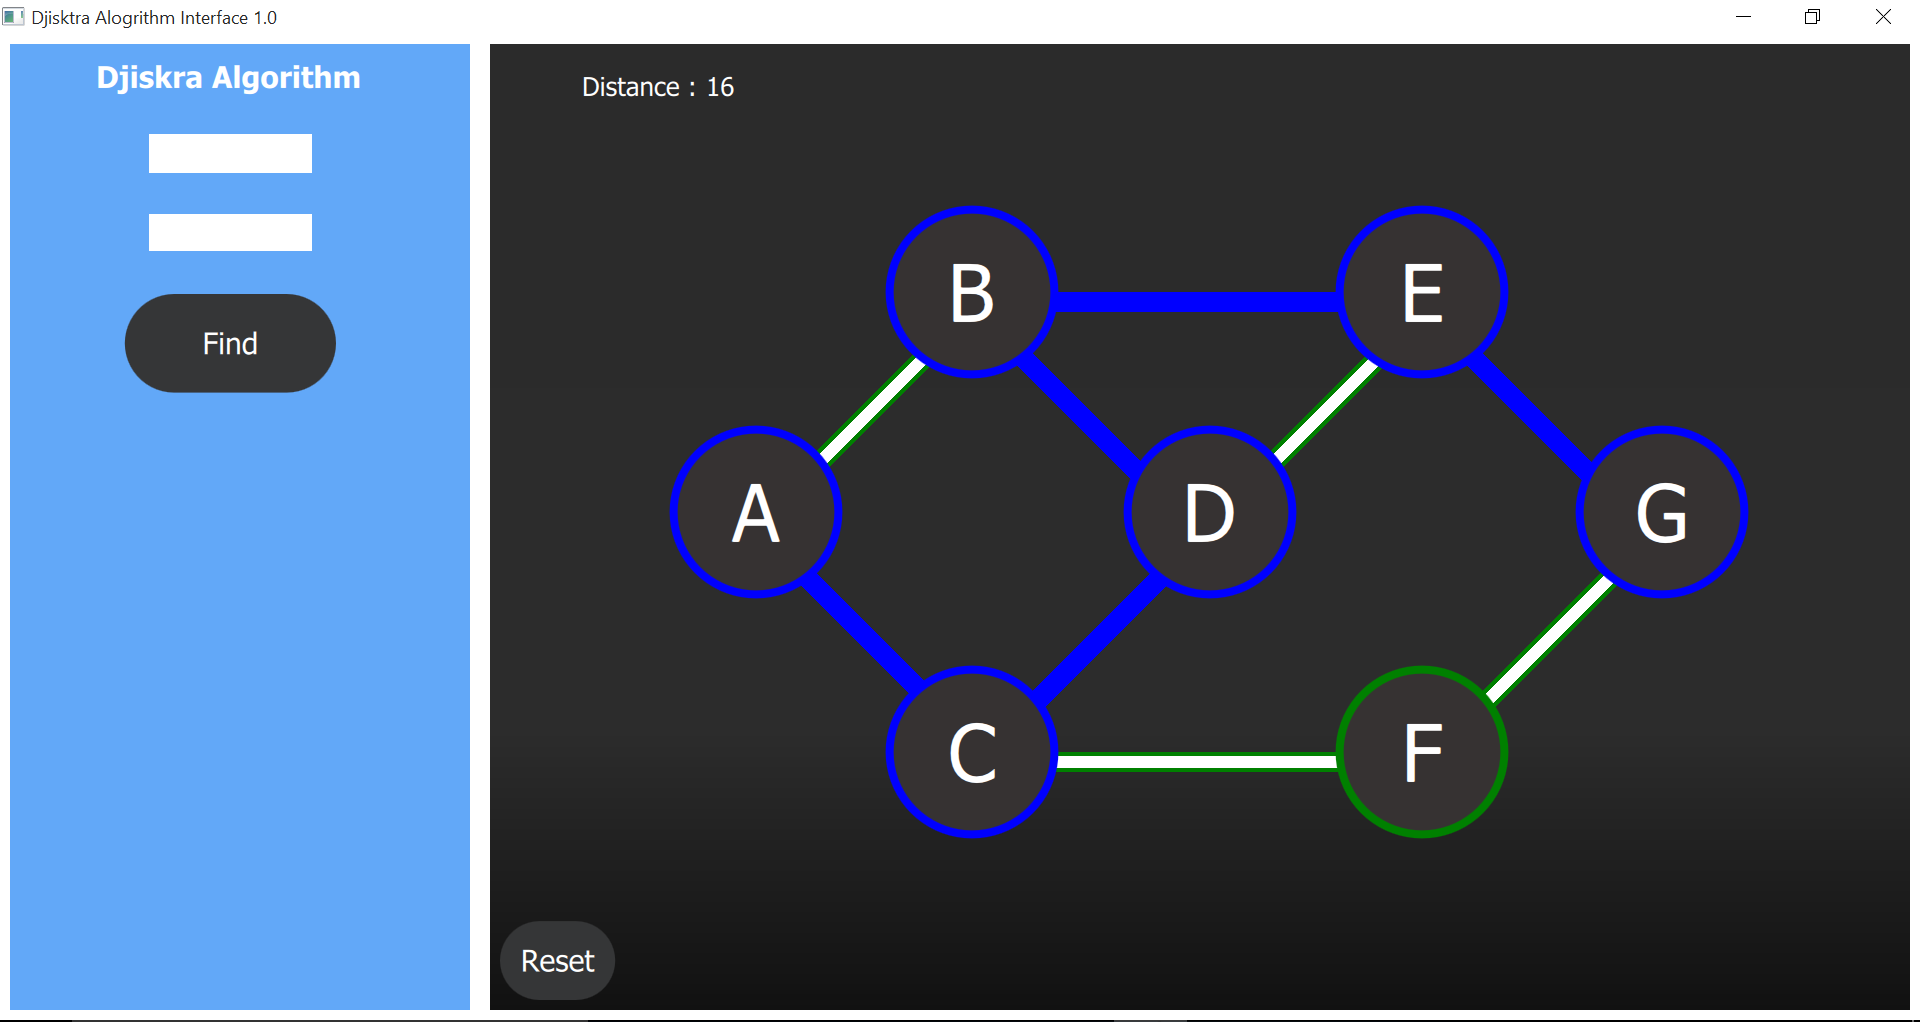 Djisktra Alogrithm Interface 1.0
Djiskra Algorithm
Find
Distance : 16
B
E
A
D
G
C
F
Reset